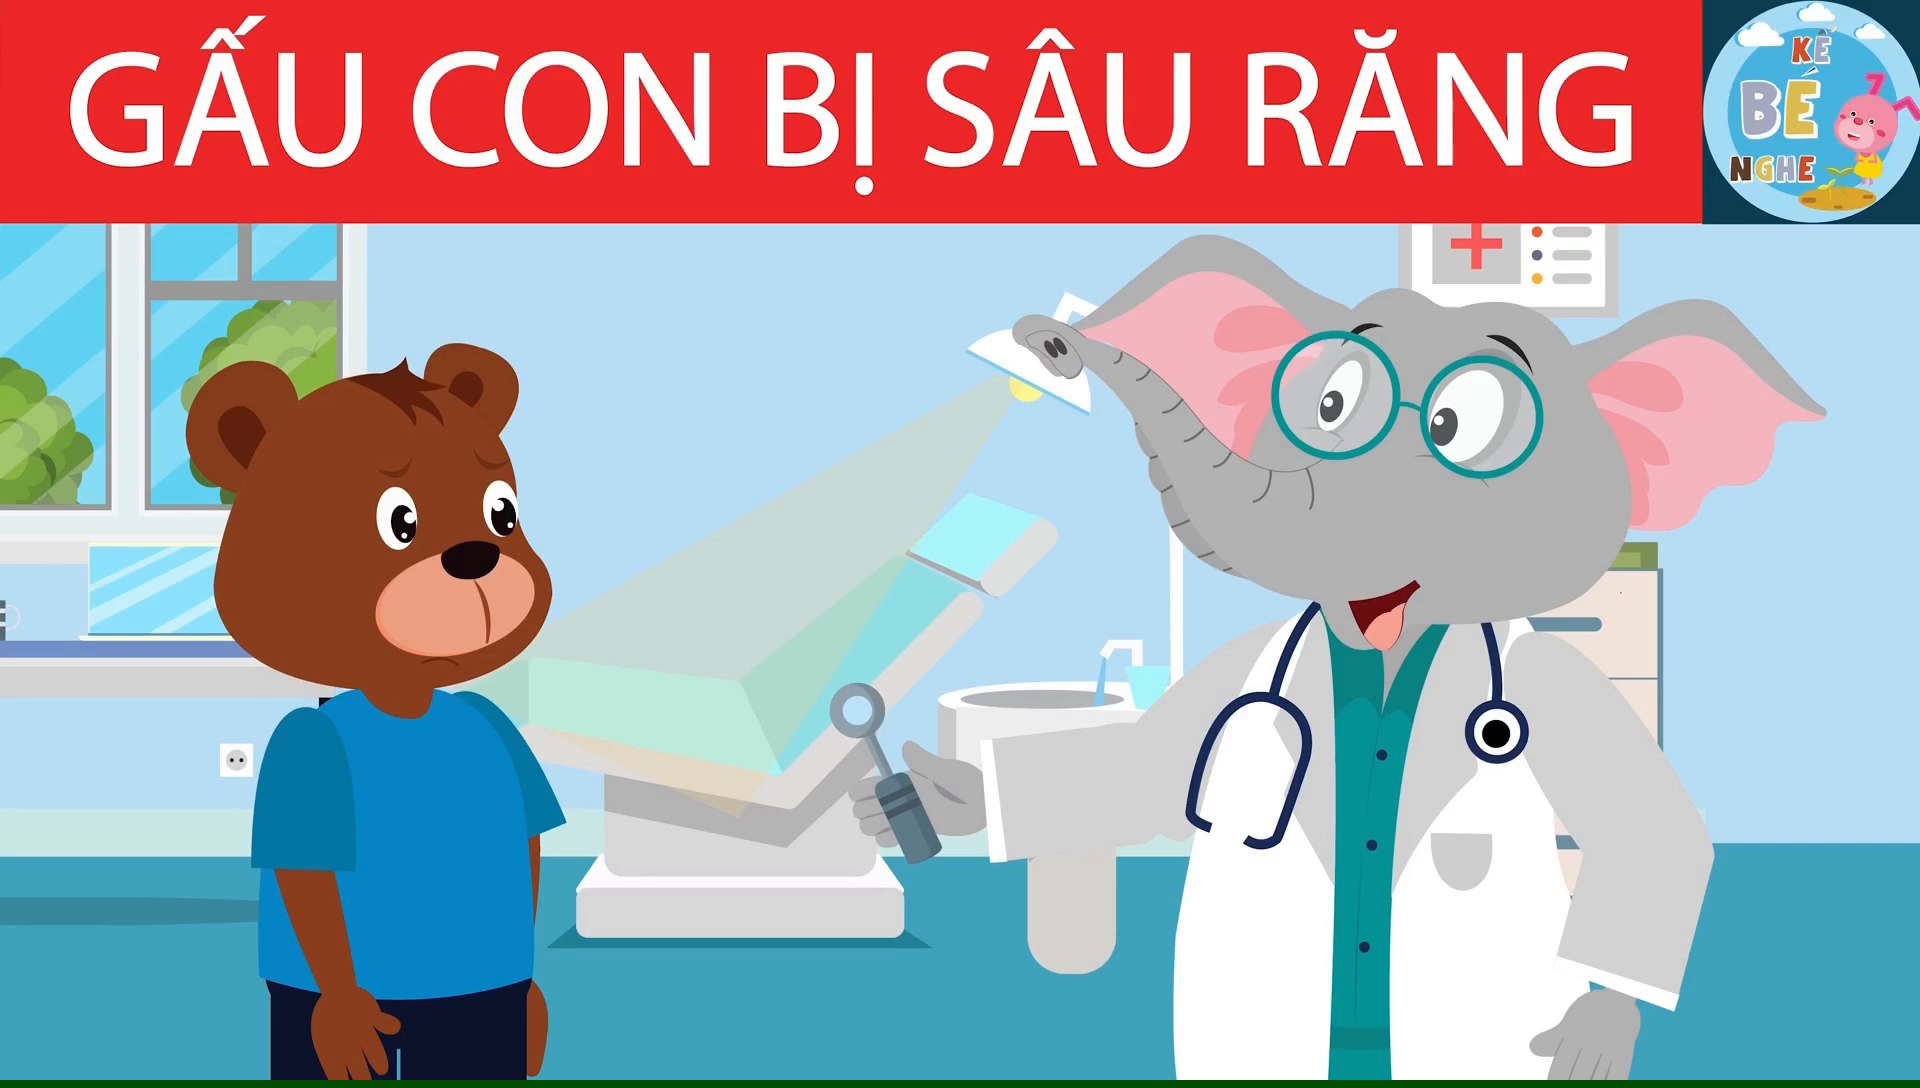 GẤU CON BỊ SÂU RĂNG
KỂ
BÉ
NGHE